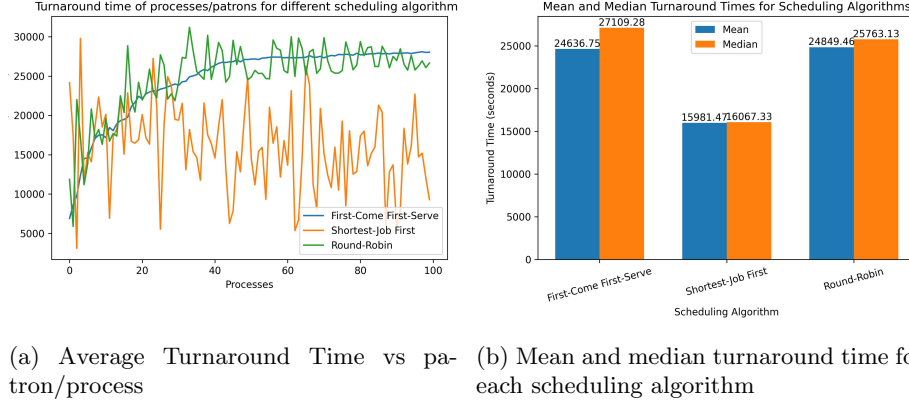 Turnaround time of processes/patrons for different scheduling algorithm
30000
25000
20000
15000
10000
5000
First-Come First-Serve
Shortest-Job First
Round-Robin
0
20
40
60
80
100
Processes
Mean and Median Turnaround Times for Scheduling Algorithms
Mean
Median
Turnaround Time (seconds)
25000
20000
15000
10000
5000
0
24636.75
27109.28
15981.47
16067.33
24849.46
25763.13
First-Come First-Serve
Shortest-Job First
Round-Robin
Scheduling Algorithm
(a) Average Turnaround Time vs pa-
tron/process
(b) Mean and median turnaround time fo
each scheduling algorithm